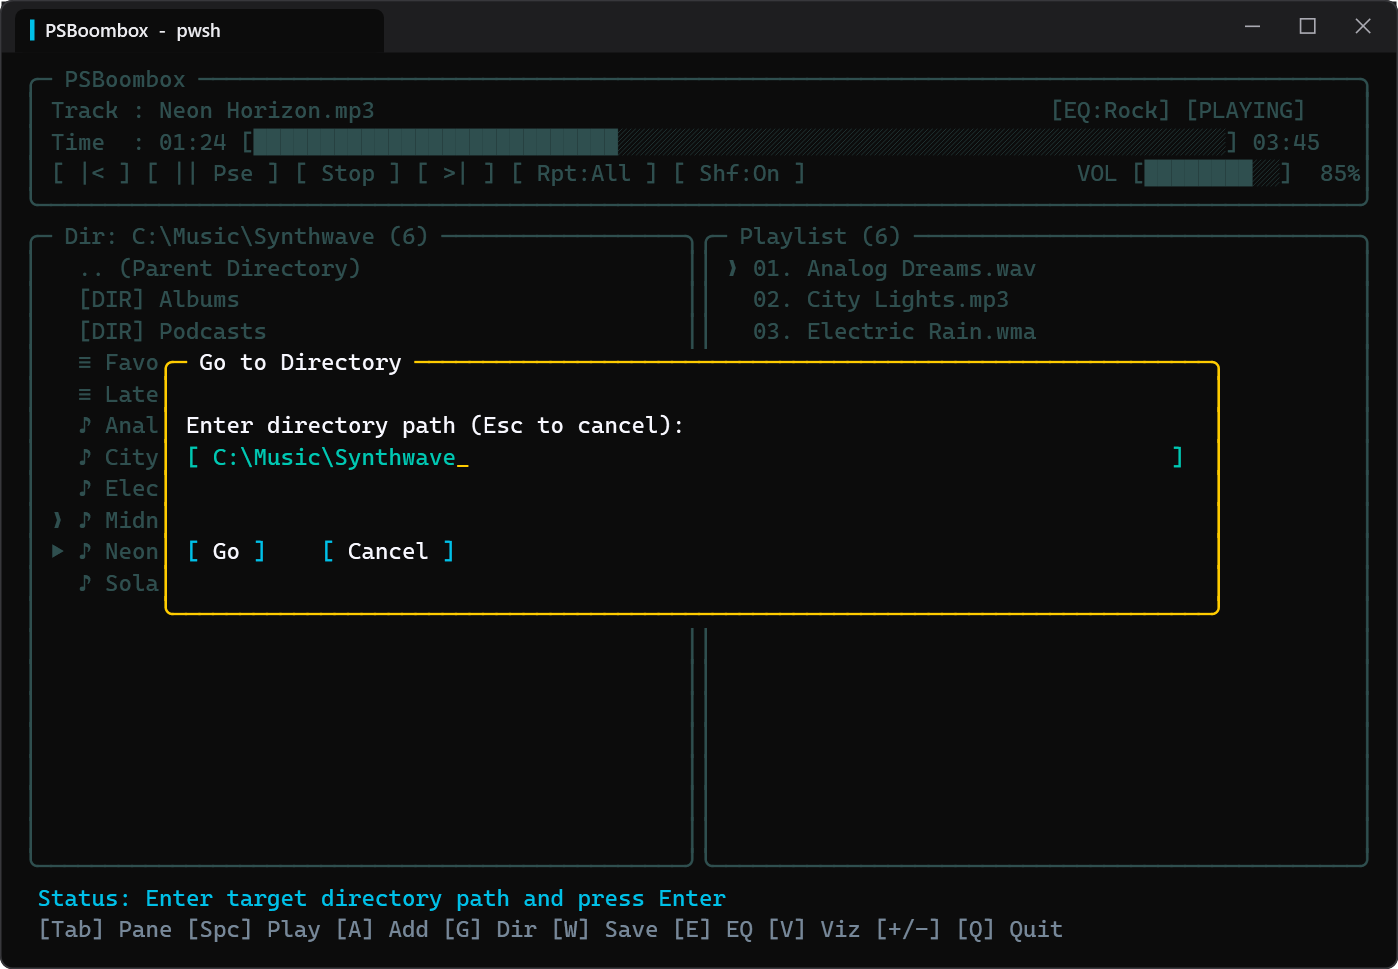 PSBoombox - pwsh
PSBoombox
Track : Neon Horizon.mp3 [EQ:Rock] [PLAYING]
Time : 01:24 [ ] 03:45
[ |< ] [ || Pse ] [ Stop ] [ >| ] [ Rpt:All ] [ Shf:On ] VOL [ ] 85%
Dir: C:\Music\Synthwave (6)
.. (Parent Directory)
[DIR] Albums
[DIR] Podcasts
≡ Favo
≡ Late
♪ Anal
♪ City
♪ Elec
⟫ ♪ Midn
▶ ♪ Neon
♪ Sola
Playlist (6)
⟫ 01. Analog Dreams.wav
02. City Lights.mp3
03. Electric Rain.wma
Go to Directory
Enter directory path (Esc to cancel):
[ C:\Music\Synthwave_ ]
[ Go ] [ Cancel ]
Status: Enter target directory path and press Enter
[Tab] Pane [Spc] Play [A] Add [G] Dir [W] Save [E] EQ [V] Viz [+/-] [Q] Quit